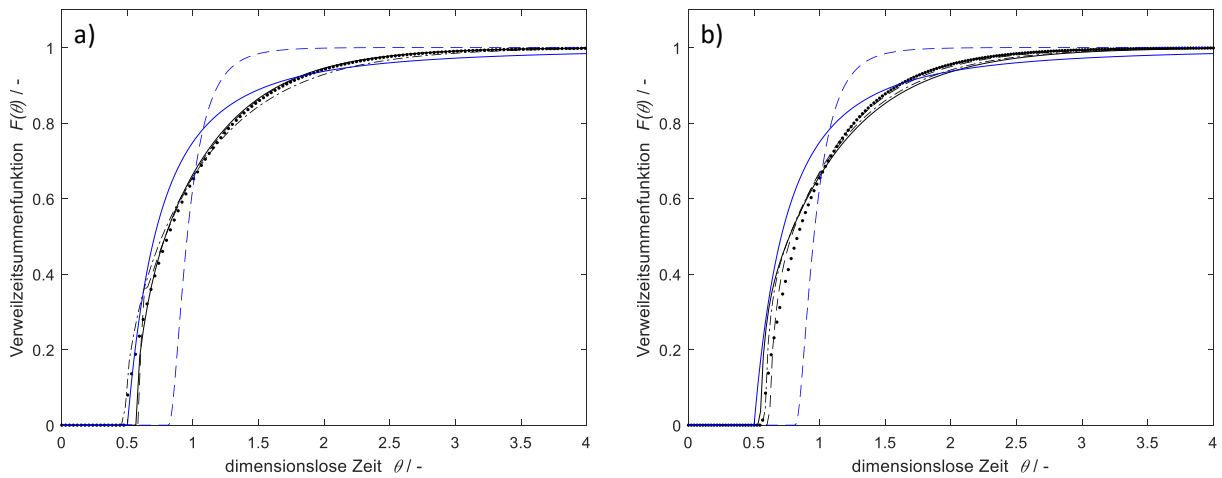 a)
1
0.8
0.6
0.4
0.2
0
Verweilzeitsummenfunktion F(θ) / -
0 0.5 1 1.5 2 2.5 3 3.5 4
dimensionslose Zeit θ / -
b)
1
0.8
0.6
0.4
0.2
0
Verweilzeitsummenfunktion F(θ) / -
0 0.5 1 1.5 2 2.5 3 3.5 4
dimensionslose Zeit θ / -